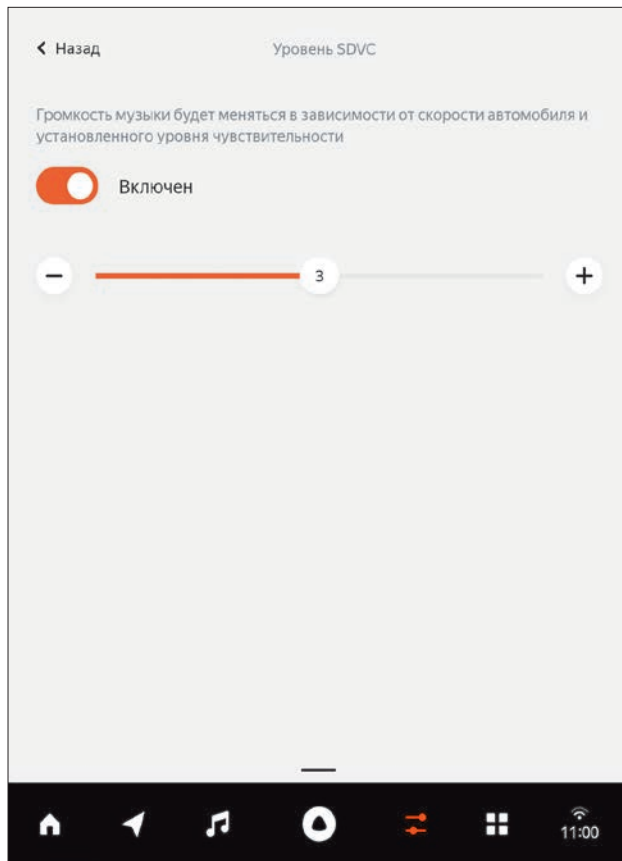 Назад
Уровень SDVC
Громкость музыки будет меняться в зависимости от скорости автомобиля и
установленного уровня чувствительности
Включен
3
11:00